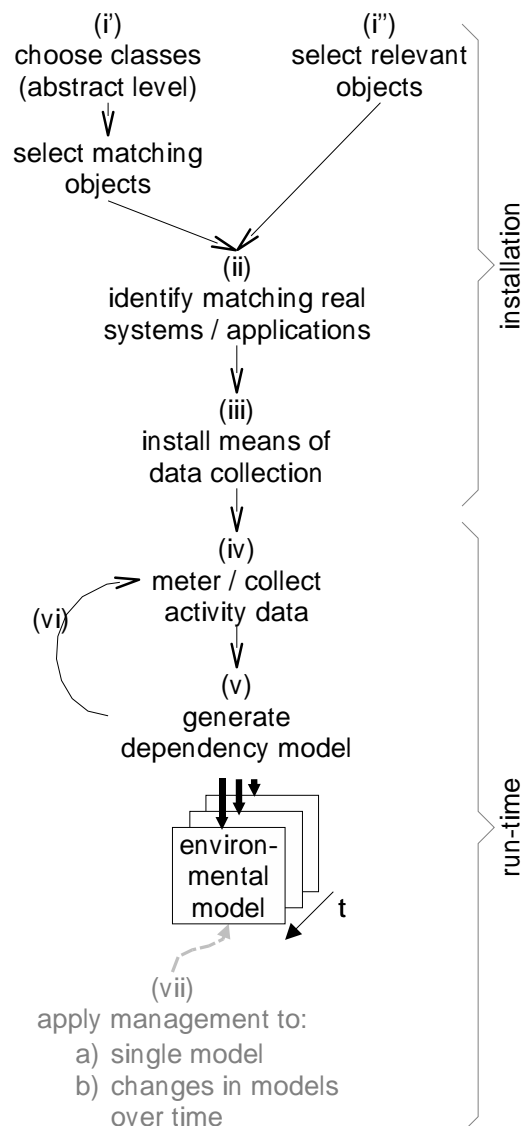 (i')
choose classes
(abstract level)
select matching
objects
(i'')
select relevant
objects
(ii)
identify matching real
systems / applications
(iii)
install means of
data collection
installation
(iv)
meter / collect
activity data
(vi)
(v)
generate
dependency model
environ-
mental
model
t
(vii)
apply management to:
a) single model
b) changes in models
over time
run-time